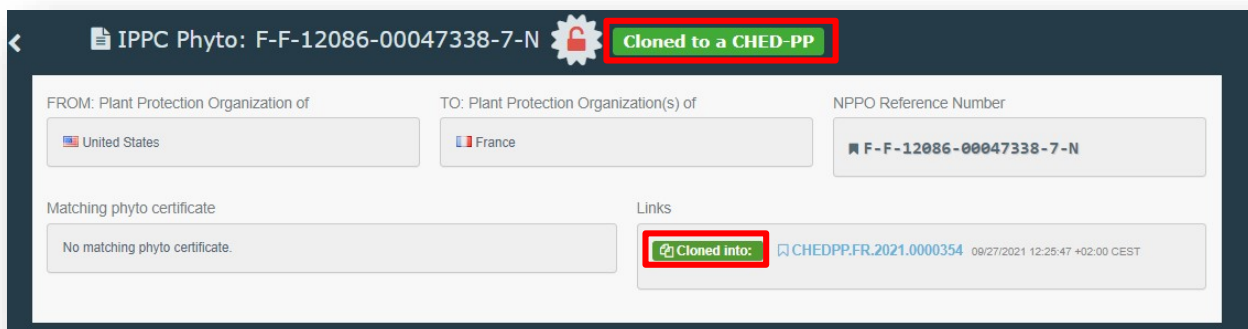 IPPC Phyto: F-F-12086-00047338-7-N Cloned to a CHED-PP
FROM: Plant Protection Organization of
TO: Plant Protection Organization(s) of
NPPO Reference Number
United States
France
F-F-12086-00047338-7-N
Matching phyto certificate
Links
No matching phyto certificate.
Cloned into: CHEDPP.FR.2021.0000354 09/27/2021 12:25:47 +02:00 CEST